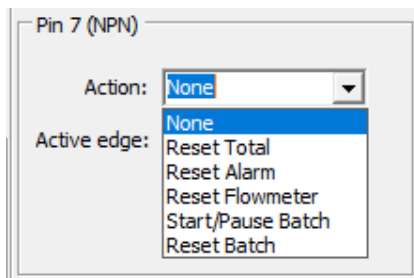 Pin 7 (NPN)
Action: None
None
Active edge:
Reset Total
Reset Alarm
Reset Flowmeter
Start/Pause Batch
Reset Batch